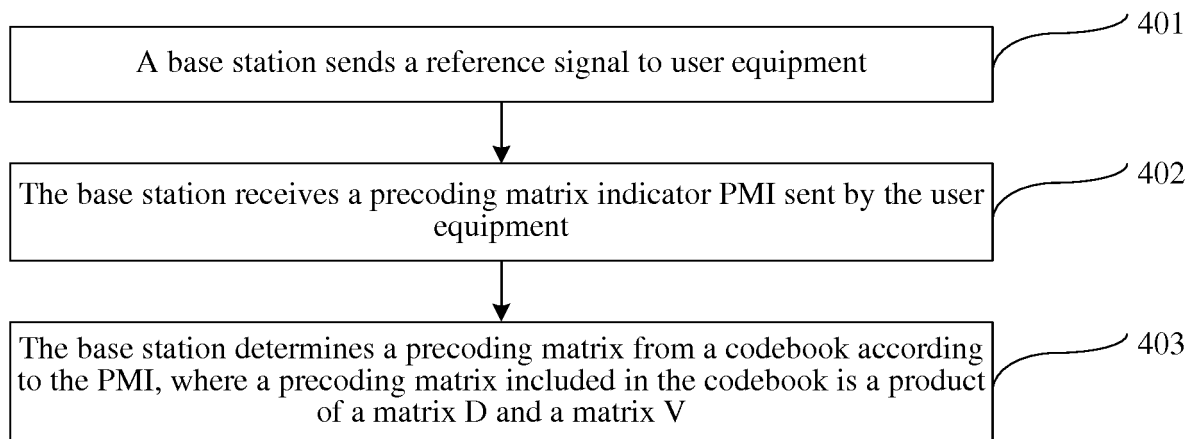 A base station sends a reference signal to user equipment
401
The base station receives a precoding matrix indicator PMI sent by the user
equipment
402
The base station determines a precoding matrix from a codebook according
to the PMI, where a precoding matrix included in the codebook is a product
of a matrix D and a matrix V
403